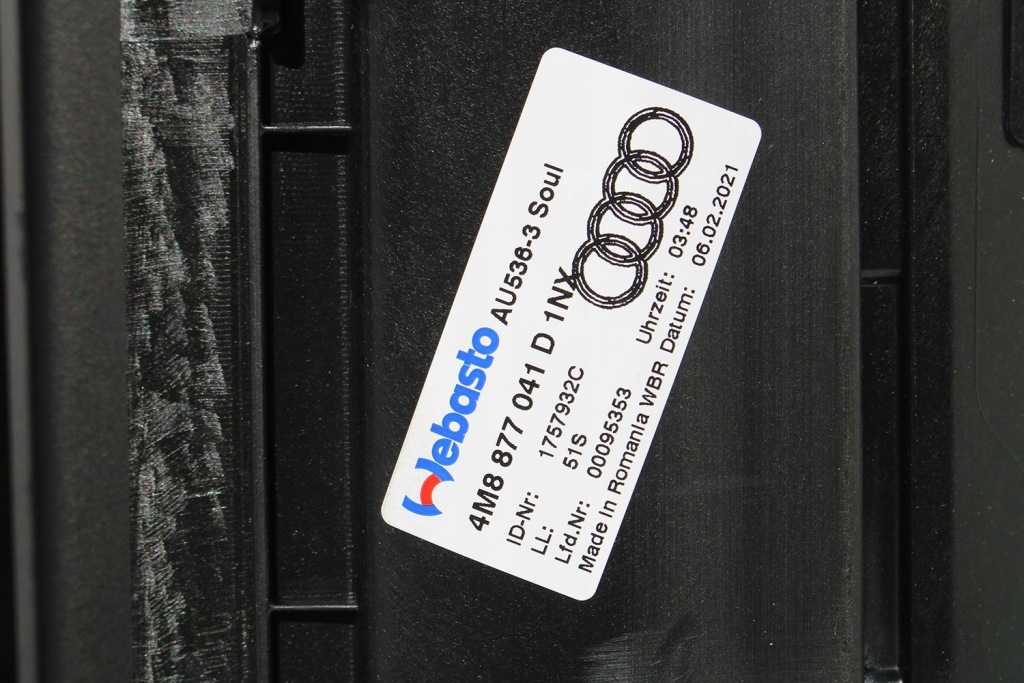 Webasto AU536-3 Soul
4M8 877 041 D 1NX
ID-Nr: 1757932C
LL: 51S Uhrzeit: 03:48
Lfd.Nr: 00095353
Made In Romania WBR Datum: 06.02.2021